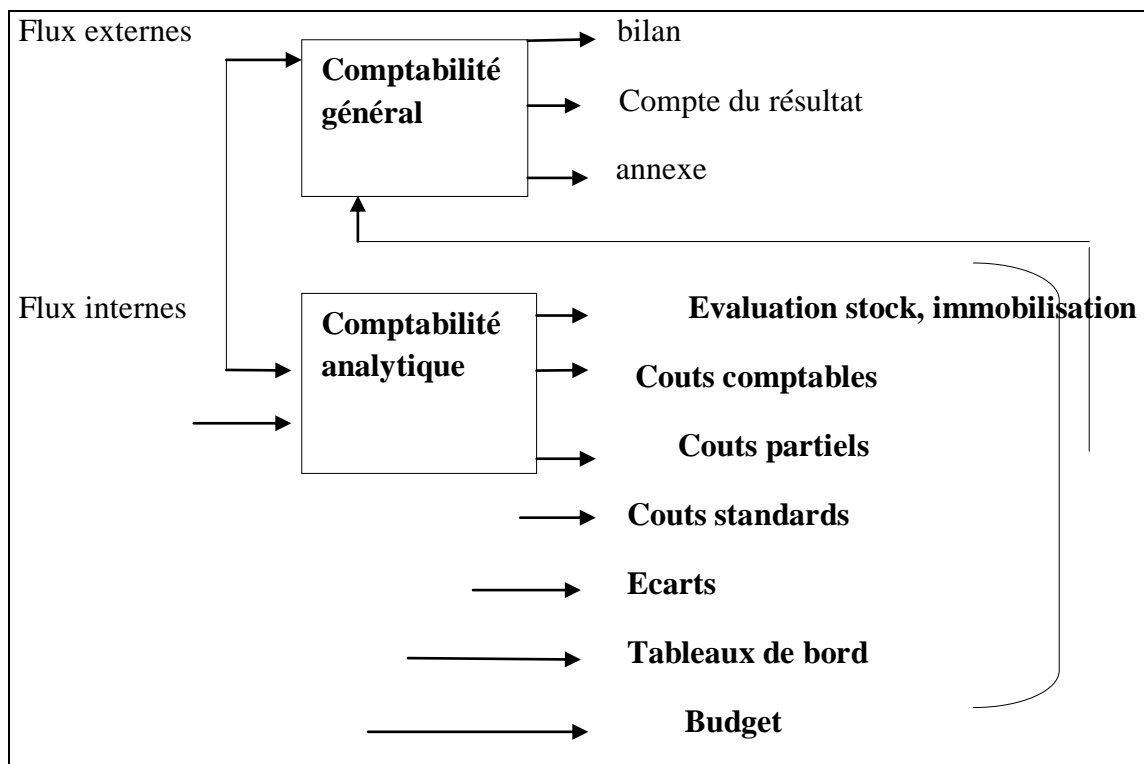 Flux externes
bilan
Comptabilité
général
Compte du résultat
annexe
Flux internes
Comptabilité
analytique
Evaluation stock, immobilisation
Couts comptables
Couts partiels
Couts standards
Ecarts
Tableaux de bord
Budget